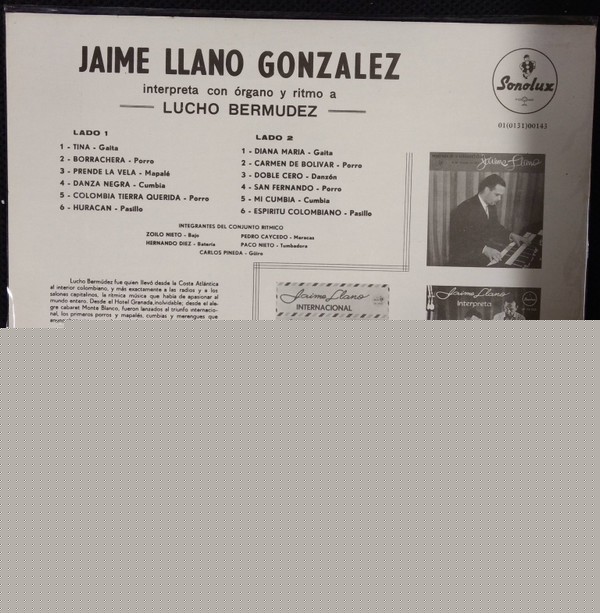 JAIME LLANO GONZALEZ
interpreta con órgano y ritmo a
LUCHO BERMUDEZ
Sonolux
01(0131)00143
LADO 1
1 - TINA - Gaita
2 - BORRACHERA - Porro
3 - PRENDE LA VELA - Mapalé
4 - DANZA NEGRA - Cumbia
5 - COLOMBIA TIERRA QUERIDA - Porro
6 - HURACAN - Pasillo
LADO 2
1 - DIANA MARIA - Gaita
2 - CARMEN DE BOLIVAR - Porro
3 - DOBLE CERO - Danzón
4 - SAN FERNANDO - Porro
5 - MI CUMBIA - Cumbia
6 - ESPIRITU COLOMBIANO - Pasillo
INTEGRANTES DEL CONJUNTO RITMICO
ZOILO NIETO - Bajo PEDRO CAYCEDO - Maracas
HERNANDO DIEZ - Batería PACO NIETO - Tumbadora
CARLOS PINEDA - Güiro
Jaime Llano
Lucho Bermúdez fue quien llevó desde la Costa Atlántica
al interior colombiano, y más exactamente a las radios y a los
salones capitalinos, la rítmica música que había de apasionar al
mundo entero. Desde el Hotel Granada, inolvidable; desde el ale-
gre cabaret Monte Blanco, fueron lanzados al triunfo internacio-
nal, los primeros porros y mapalés, cumbias y merengues que
Jaime Llano
INTERNACIONAL
Jaime Llano
interpreta